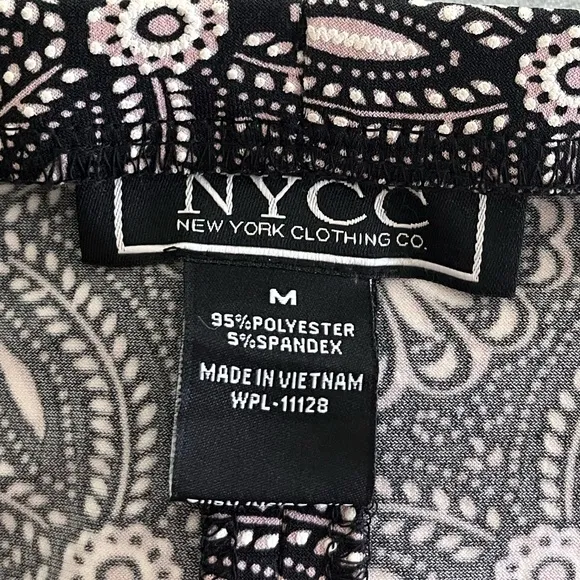 NYCC
NEW YORK CLOTHING CO.
M
95%POLYESTER
5%SPANDEX
MADE IN VIETNAM
WPL-11128